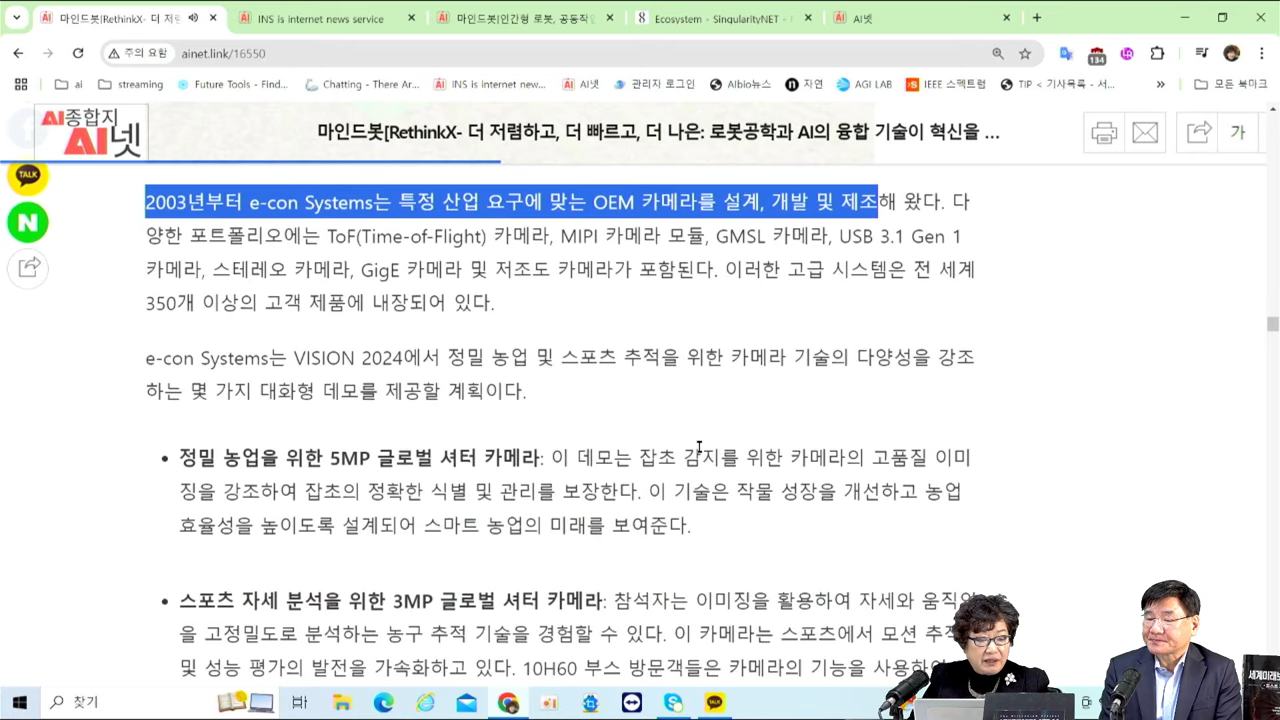 마인드봇[RethinkX- 더 저렴
INS is internet news service
마인드봇[인간형 로봇, 공동작업
Ecosystem - SingularityNET -
AI넷
주의 요함
ainet.link/16550
134
ai
streaming
Future Tools - Find...
Chatting - There Ar...
INS is internet new...
AI넷
관리자 로그인
Albio뉴스
자연
AGI LAB
IEEE 스펙트럼
TIP < 기사목록 - 서...
모든 북마크
AI종합지
AI넷
마인드봇[RethinkX- 더 저렴하고, 더 빠르고, 더 나은: 로봇공학과 AI의 융합 기술이 혁신을 ...
가
TALK
N
2003년부터 e-con Systems는 특정 산업 요구에 맞는 OEM 카메라를 설계, 개발 및 제조해 왔다. 다
양한 포트폴리오에는 ToF(Time-of-Flight) 카메라, MIPI 카메라 모듈, GMSL 카메라, USB 3.1 Gen 1
카메라, 스테레오 카메라, GigE 카메라 및 저조도 카메라가 포함된다. 이러한 고급 시스템은 전 세계
350개 이상의 고객 제품에 내장되어 있다.
e-con Systems는 VISION 2024에서 정밀 농업 및 스포츠 추적을 위한 카메라 기술의 다양성을 강조
하는 몇 가지 대화형 데모를 제공할 계획이다.
• 정밀 농업을 위한 5MP 글로벌 셔터 카메라: 이 데모는 잡초 감지를 위한 카메라의 고품질 이미
징을 강조하여 잡초의 정확한 식별 및 관리를 보장한다. 이 기술은 작물 성장을 개선하고 농업
효율성을 높이도록 설계되어 스마트 농업의 미래를 보여준다.
• 스포츠 자세 분석을 위한 3MP 글로벌 셔터 카메라: 참석자는 이미징을 활용하여 자세와 움직임
을 고정밀도로 분석하는 농구 추적 기술을 경험할 수 있다. 이 카메라는 스포츠에서 모션 추적
및 성능 평가의 발전을 가속화하고 있다. 10H60 부스 방문객들은 카메라의 기능을 사용하
찾기
TALK
세계미래보